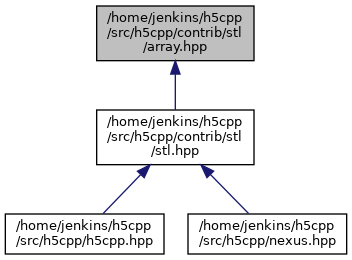 /home/jenkins/h5cpp
/src/h5cpp/contrib/stl
/array.hpp
/home/jenkins/h5cpp
/src/h5cpp/contrib/stl
/stl.hpp
/home/jenkins/h5cpp
/src/h5cpp/h5cpp.hpp
/home/jenkins/h5cpp
/src/h5cpp/nexus.hpp